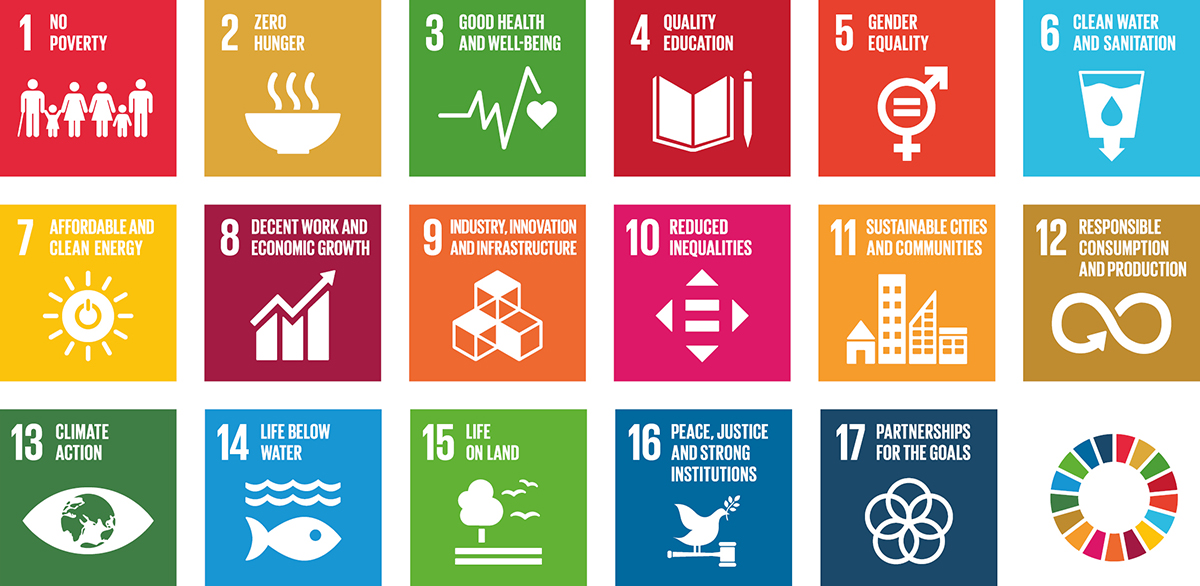 1 NO
POVERTY
2 ZERO
HUNGER
3 GOOD HEALTH
AND WELL-BEING
4 QUALITY
EDUCATION
5 GENDER
EQUALITY
6 CLEAN WATER
AND SANITATION
7 AFFORDABLE AND
CLEAN ENERGY
8 DECENT WORK AND
ECONOMIC GROWTH
9 INDUSTRY, INNOVATION
AND INFRASTRUCTURE
10 REDUCED
INEQUALITIES
11 SUSTAINABLE CITIES
AND COMMUNITIES
12 RESPONSIBLE
CONSUMPTION
AND PRODUCTION
13 CLIMATE
ACTION
14 LIFE BELOW
WATER
15 LIFE
ON LAND
16 PEACE, JUSTICE
AND STRONG
INSTITUTIONS
17 PARTNERSHIPS
FOR THE GOALS